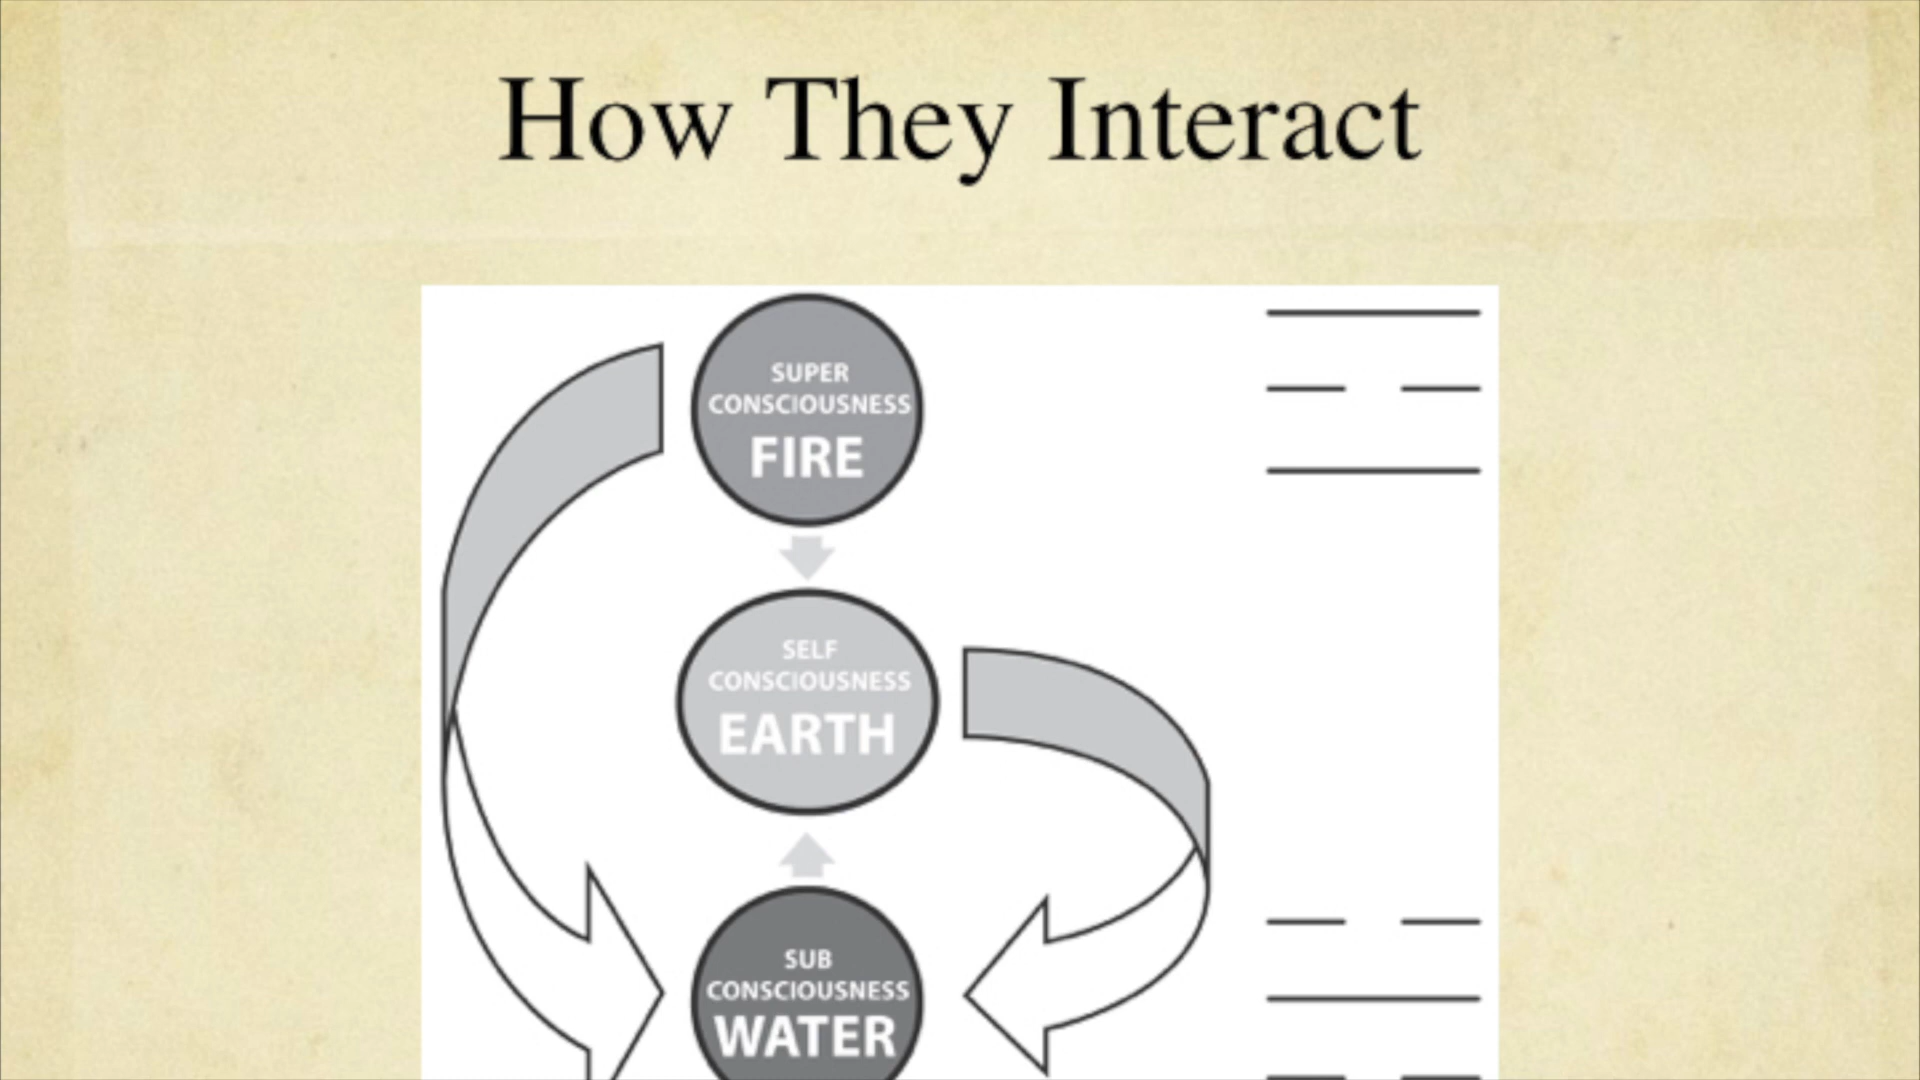 How They Interact
SUPER
CONSCIOUSNESS
FIRE
SELF
CONSCIOUSNESS
EARTH
SUB
CONSCIOUSNESS
WATER